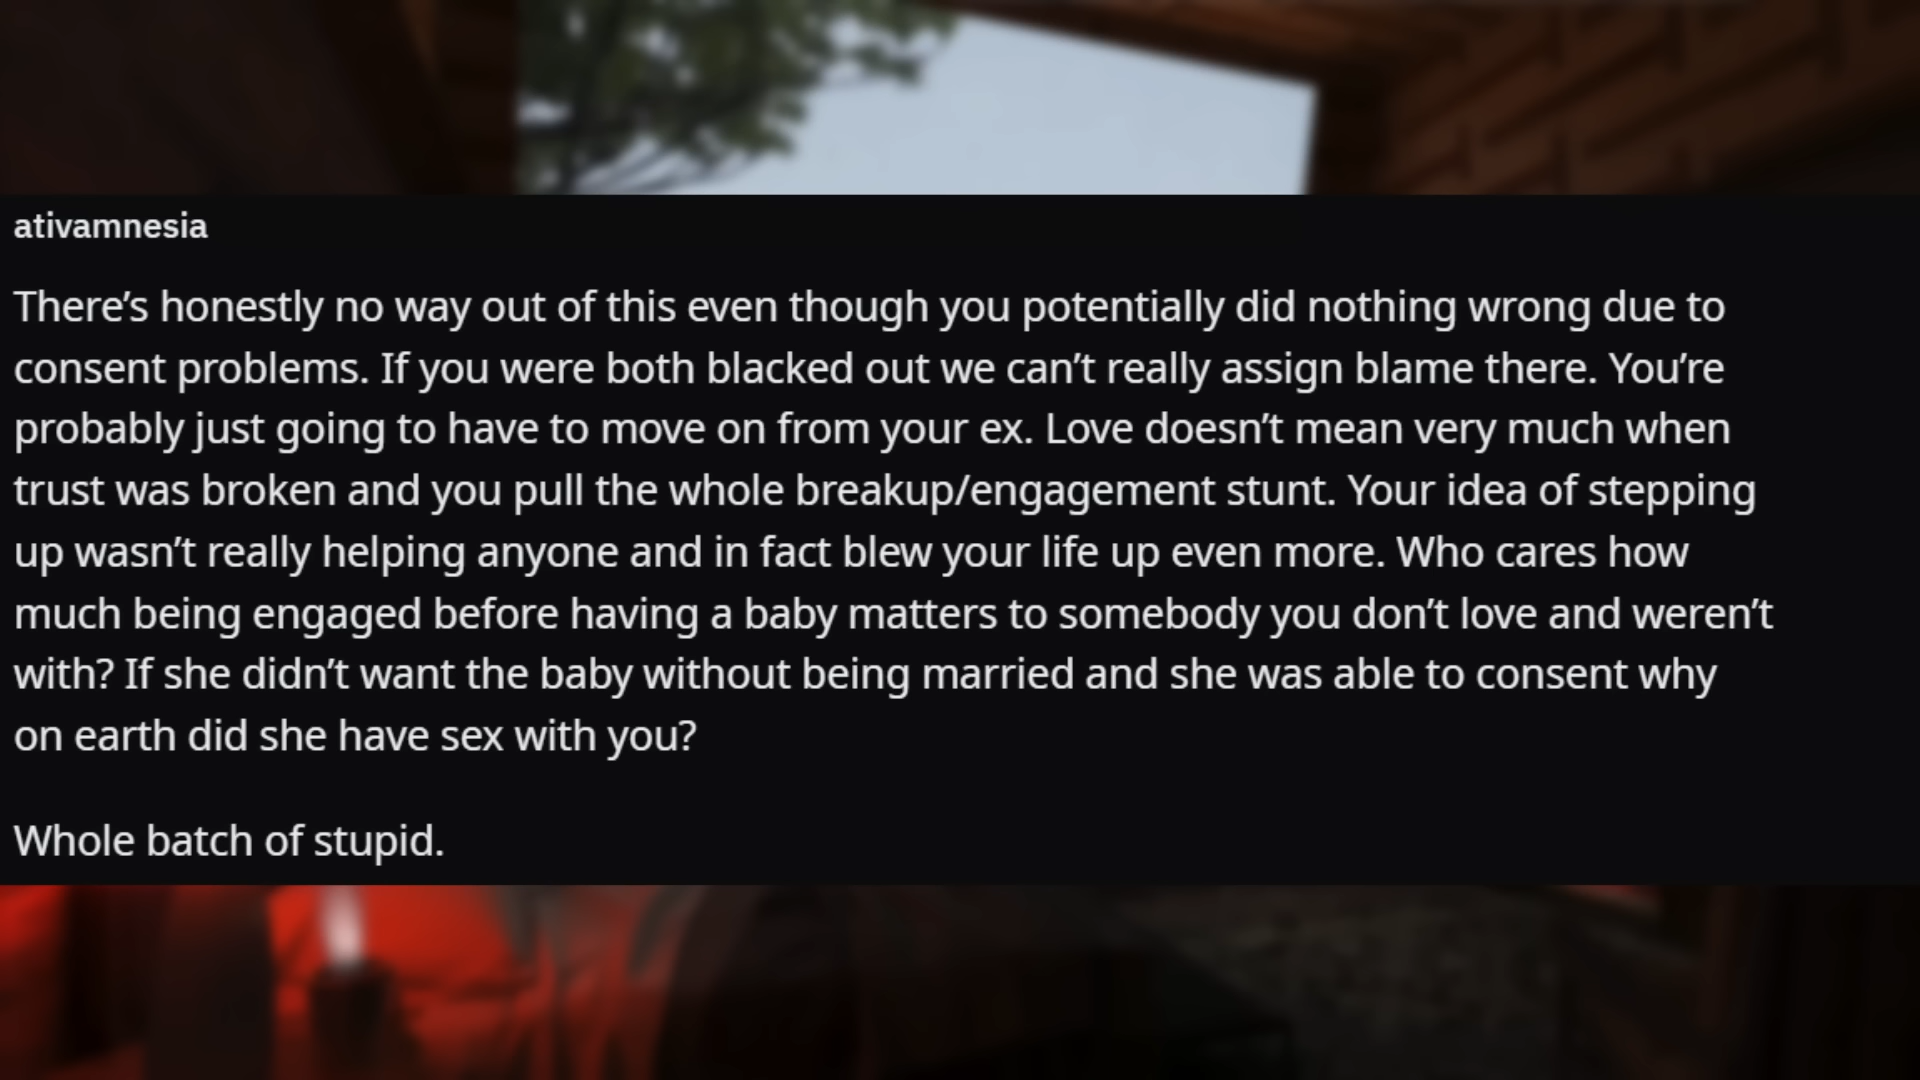 ativamnesia
There’s honestly no way out of this even though you potentially did nothing wrong due to
consent problems. If you were both blacked out we can’t really assign blame there. You’re
probably just going to have to move on from your ex. Love doesn’t mean very much when
trust was broken and you pull the whole breakup/engagement stunt. Your idea of stepping
up wasn’t really helping anyone and in fact blew your life up even more. Who cares how
much being engaged before having a baby matters to somebody you don’t love and weren’t
with? If she didn’t want the baby without being married and she was able to consent why
on earth did she have sex with you?
Whole batch of stupid.